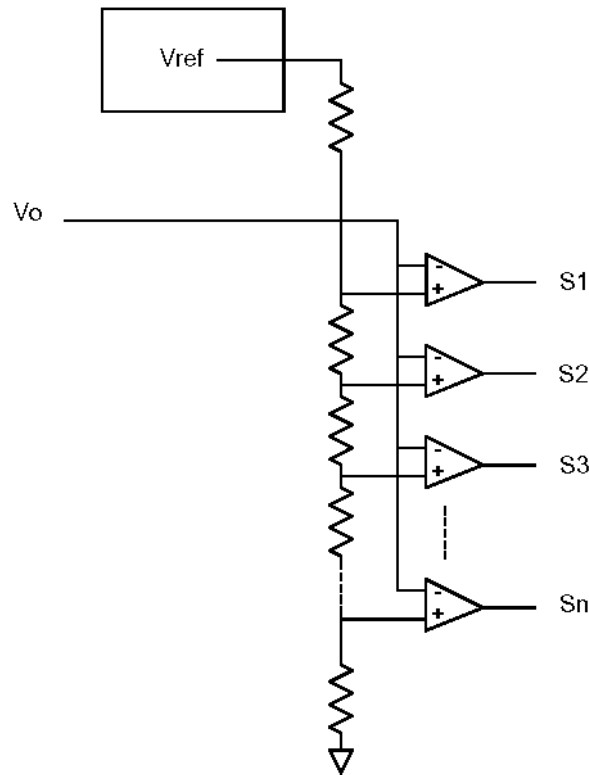 Vref
Vo
-
+
S1
-
+
S2
-
+
S3
-
+
Sn